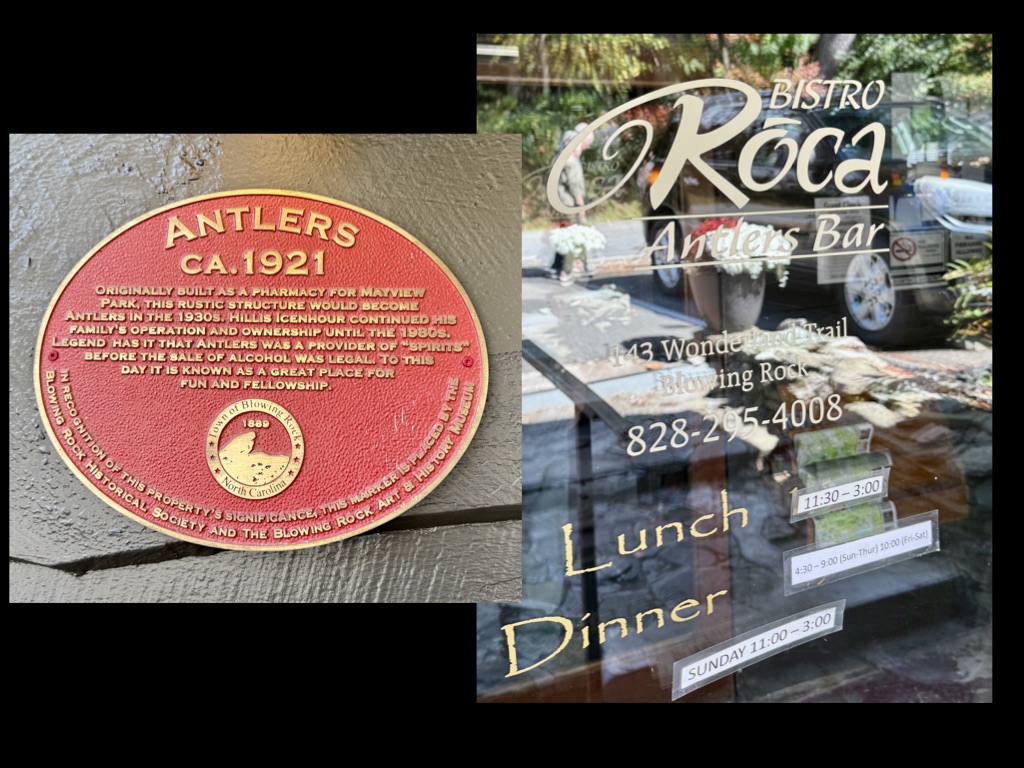 ANTLERS
CA. 1921
ORIGINALLY BUILT AS A PHARMACY FOR MAYVIEW
PARK, THIS RUSTIC STRUCTURE WOULD BECOME
ANTLERS IN THE 1930S. HILLIS ICENHOUR CONTINUED HIS
FAMILY'S OPERATION AND OWNERSHIP UNTIL THE 1980S.
LEGEND HAS IT THAT ANTLERS WAS A PROVIDER OF "SPIRITS"
BEFORE THE SALE OF ALCOHOL WAS LEGAL. TO THIS
DAY IT IS KNOWN AS A GREAT PLACE FOR
FUN AND FELLOWSHIP.
Town of Blowing Rock
1889
North Carolina
IN RECOGNITION OF THIS PROPERTY'S SIGNIFICANCE, THIS MARKER IS PLACED BY THE
BLOWING ROCK HISTORICAL SOCIETY AND THE BLOWING ROCK ART & HISTORY MUSEUM
BISTRO
Rōca
Antlers Bar
143 Wonderland Trail
Blowing Rock
828-295-4008
Lunch
11:30 – 3:00
Dinner
4:30 – 9:00 (Sun-Thur) 10:00 (Fri-Sat)
SUNDAY 11:00 – 3:00